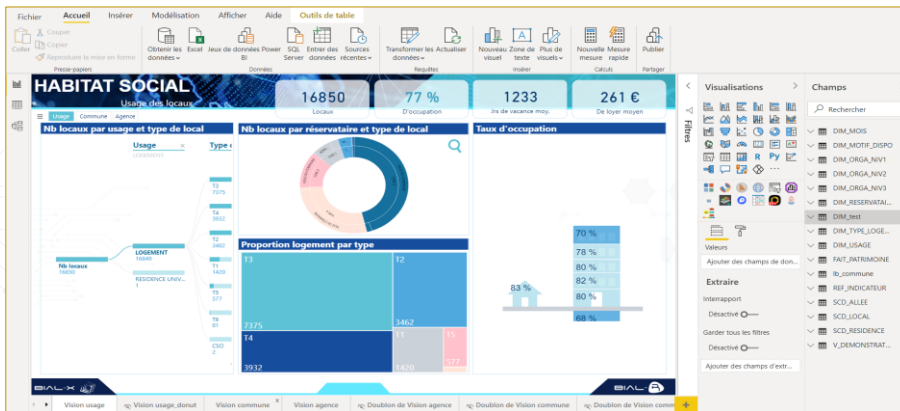 Fichier Accueil Insérer Modélisation Afficher Aide Outils de table
Coller
Couper
Copier
Reproduire la mise en forme
Obtenir les données
Excel
Jeux de données Power BI
SQL Server
Entrer des données
Sources récentes
Transformer les données
Actualiser
Nouveau visuel
Zone de texte
Plus de visuels
Nouvelle mesure
Mesure rapide
Publier
Presse-papiers Données Requêtes Insérer Calculs Partager
HABITAT SOCIAL
Usage des locaux
16850
Locaux
77 %
D'occupation
1233
Jrs de vacance moy.
261 €
De loyer moyen
Usage Commune Agence
Nb locaux par usage et type de local
Usage ×
LOGEMENT
Type
Nb locaux
16850
LOGEMENT
16849
RESIDENCE UNIV...
1
T3
7375
T4
3932
T2
3462
T1
1420
T5
577
T6
81
CSO
2
Nb locaux par réservataire et type de local
Proportion logement par type
T3
7375
T2
3462
T4
3932
T1
1420
T5
577
Taux d'occupation
83 %
70 %
78 %
80 %
82 %
80 %
68 %
BIAL-X
BIAL-
Vision usage Vision usage_donut Vision commune Vision agence Doublon de Vision agence Doublon de Vision commune Doublon de Vision comm
Filtres
Visualisations
R Py
Valeurs
Ajouter des champs de don...
Extraire
Interrapport
Désactivé
Garder tous les filtres
Désactivé
Ajouter des champs d'extr...
Champs
Rechercher
DIM_MOIS
DIM_MOTIF_DISPO
DIM_ORGA_NIV1
DIM_ORGA_NIV2
DIM_ORGA_NIV3
DIM_RESERVATAI...
DIM_test
DIM_TYPE_LOGE...
DIM_USAGE
FAIT_PATRIMOINE
lb_commune
REF_INDICATEUR
SCD_ALLEE
SCD_LOCAL
SCD_RESIDENCE
V_DEMONSTRAT...